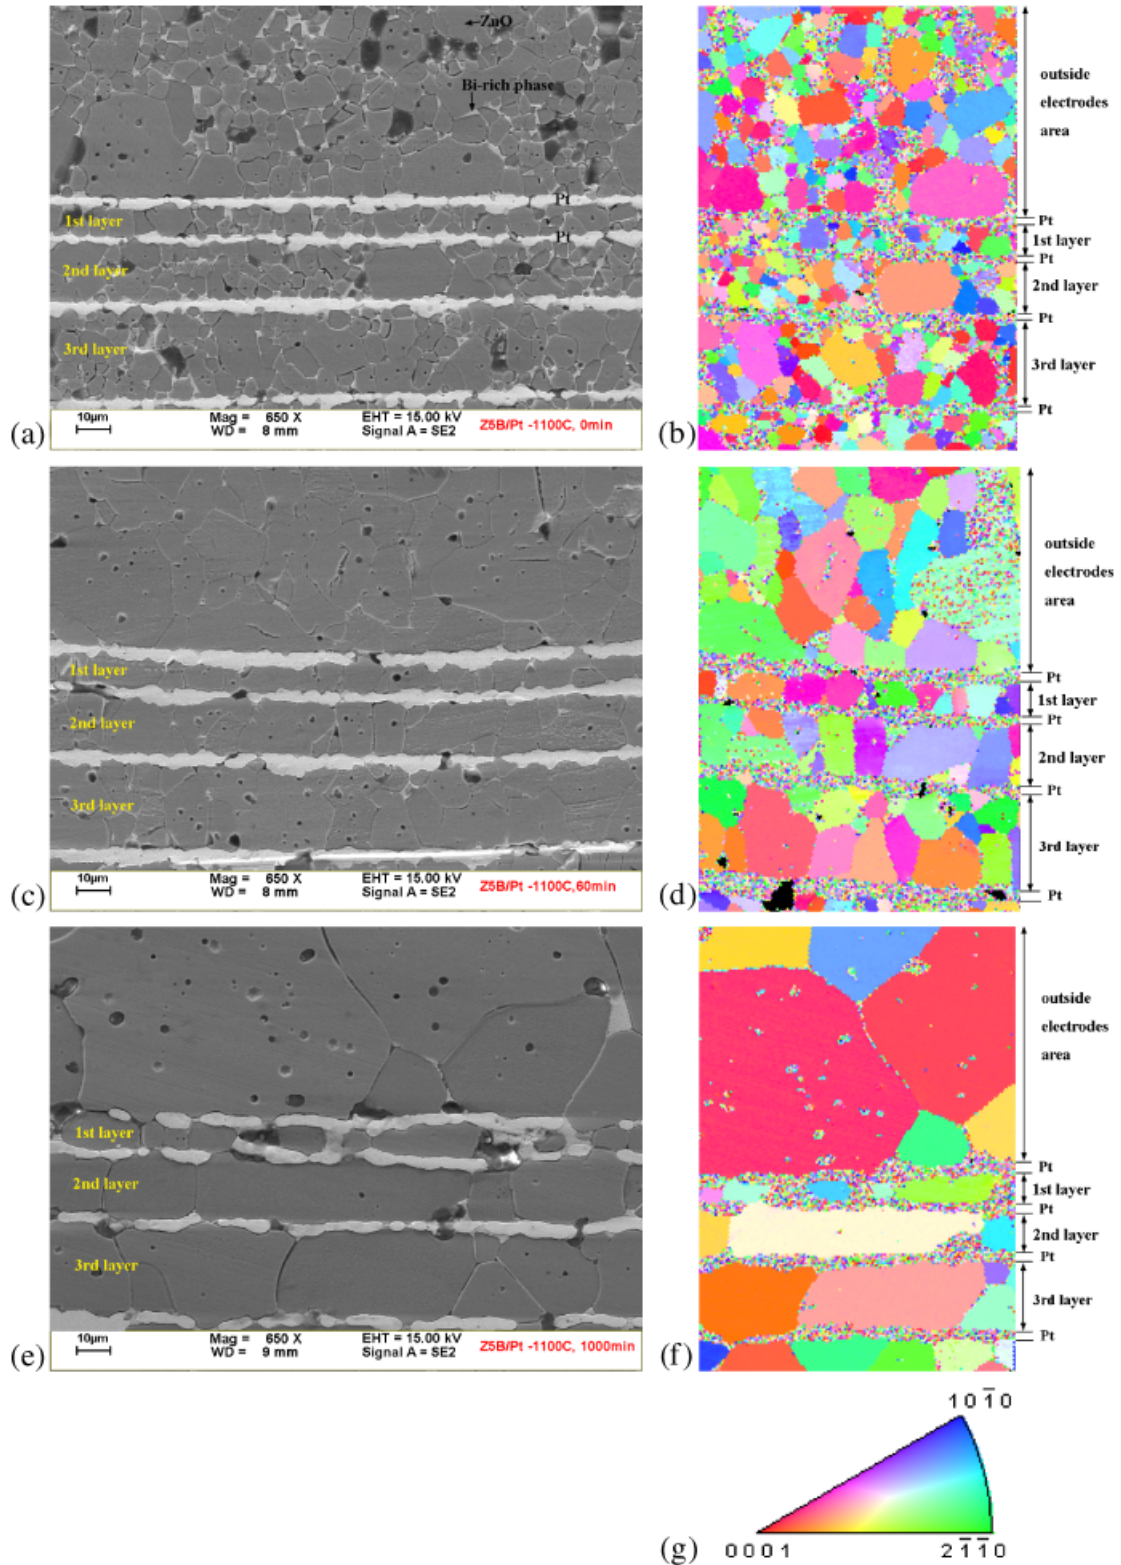 ZnO
Bi-rich phase
Pt
1st layer
Pt
2nd layer
3rd layer
10µm
Mag = 650 X
WD = 8 mm
EHT = 15.00 kV
Signal A = SE2
Z5B/Pt -1100C, 0min
(a)
outside
electrodes
area
Pt
1st layer
Pt
2nd layer
Pt
3rd layer
Pt
(b)
1st layer
2nd layer
3rd layer
10µm
Mag = 650 X
WD = 8 mm
EHT = 15.00 kV
Signal A = SE2
Z5B/Pt -1100C,60min
(c)
outside
electrodes
area
Pt
1st layer
Pt
2nd layer
Pt
3rd layer
Pt
(d)
1st layer
2nd layer
3rd layer
10µm
Mag = 650 X
WD = 9 mm
EHT = 15.00 kV
Signal A = SE2
Z5B/Pt -1100C, 1000min
(e)
outside
electrodes
area
Pt
1st layer
Pt
2nd layer
Pt
3rd layer
Pt
(f)
1 0 1̅ 0
0 0 0 1
2 1̅ 1̅ 0
(g)